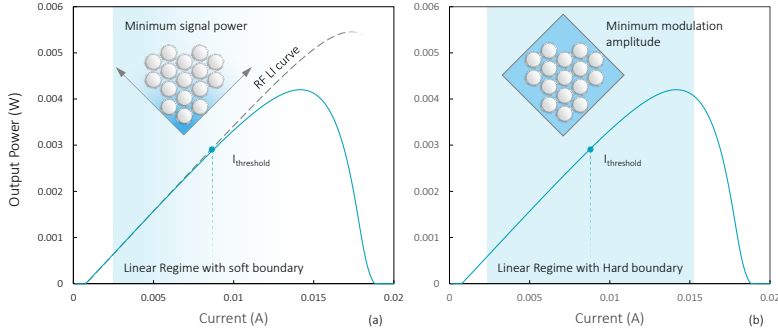 Output Power (W)
0.006
0.005
0.004
0.003
0.002
0.001
0
Minimum signal power
RF LI curve
I_threshold
Linear Regime with soft boundary
0
0.005
0.01
0.015
0.02
Current (A)
(a)
0.006
0.005
0.004
0.003
0.002
0.001
0
Minimum modulation
amplitude
I_threshold
Linear Regime with Hard boundary
0
0.005
0.01
0.015
0.02
Current (A)
(b)